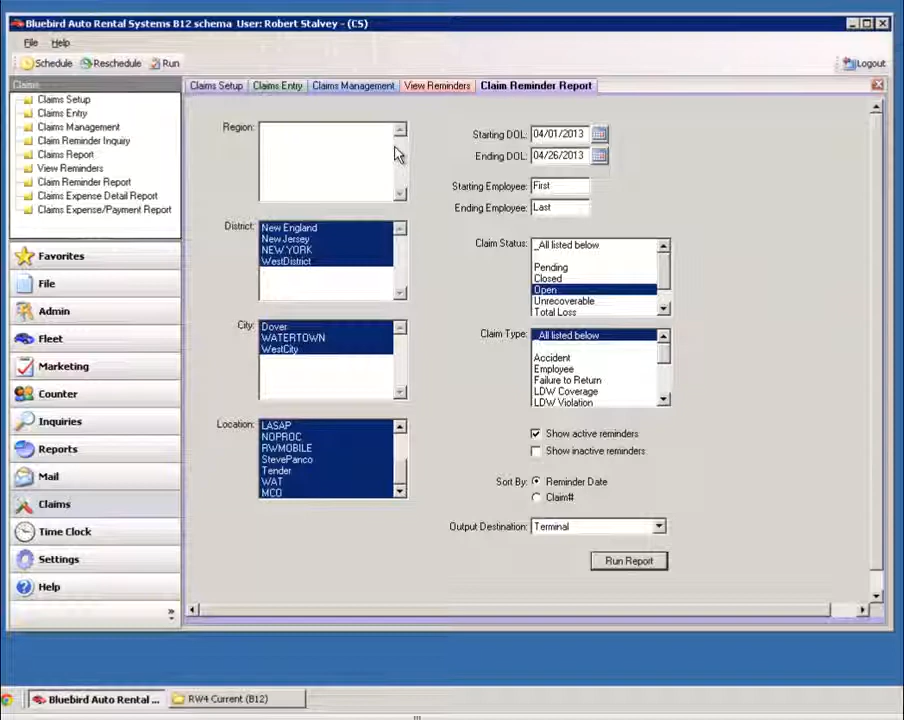 Bluebird Auto Rental Systems B12 schema User: Robert Stalvey - (CS)
File Help
Schedule Reschedule Run Logout
Claims
Claims Setup
Claims Entry
Claims Management
Claim Reminder Inquiry
Claims Report
View Reminders
Claim Reminder Report
Claims Expense Detail Report
Claims Expense/Payment Report
Favorites
File
Admin
Fleet
Marketing
Counter
Inquiries
Reports
Mail
Claims
Time Clock
Settings
Help
»
Claims Setup Claims Entry Claims Management View Reminders Claim Reminder Report
Region:
District:
New England
New Jersey
NEW YORK
WestDistrict
City:
Dover
WATERTOWN
WestCity
Location:
LASAP
NOPROC
RWMOBILE
StevePanco
Tender
WAT
MCO
Starting DOL: 04/01/2013
Ending DOL: 04/26/2013
Starting Employee: First
Ending Employee: Last
Claim Status:
_All listed below
Pending
Closed
Open
Unrecoverable
Total Loss
Claim Type:
_All listed below
Accident
Employee
Failure to Return
LDW Coverage
LDW Violation
Show active reminders
Show inactive reminders
Sort By: Reminder Date
Claim#
Output Destination: Terminal
Run Report
Bluebird Auto Rental ... RW4 Current (B12)